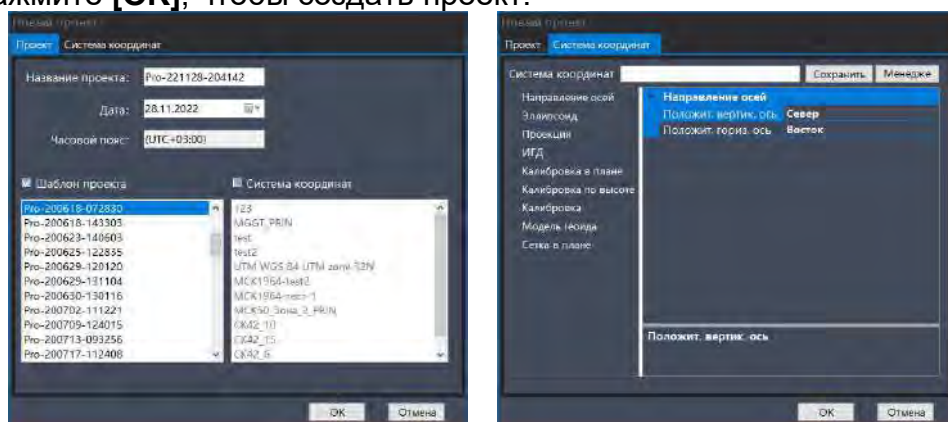 ажмите [OK], чтобы создать проект.
Новый проект
Проект Система координат
Название проекта: Pro-221128-204142
Дата: 28.11.2022
Часовой пояс: (UTC+03:00)
Шаблон проекта
Pro-200618-072830
Pro-200618-143303
Pro-200623-140603
Pro-200625-122835
Pro-200629-120120
Pro-200629-131104
Pro-200630-130116
Pro-200702-111221
Pro-200709-124015
Pro-200713-093256
Pro-200717-112408
Система координат
123
MGGT_PRIN
test
test2
UTM WGS 84 UTM zone 32N
МСК1964-test2
МСК1964-тест-1
МСК50_Зона_2_PRIN
СК42_10
СК42_15
СК42_6
OK Отмена
Новый проект
Проект Система координат
Система координат Сохранить Менедже
Направление осей
Эллипсоид
Проекция
ИГД
Калибровка в плане
Калибровка по высоте
Калибровка
Модель геоида
Сетка в плане
Направление осей
Положит. вертик. ось Север
Положит. гориз. ось Восток
Положит. вертик. ось
OK Отмена